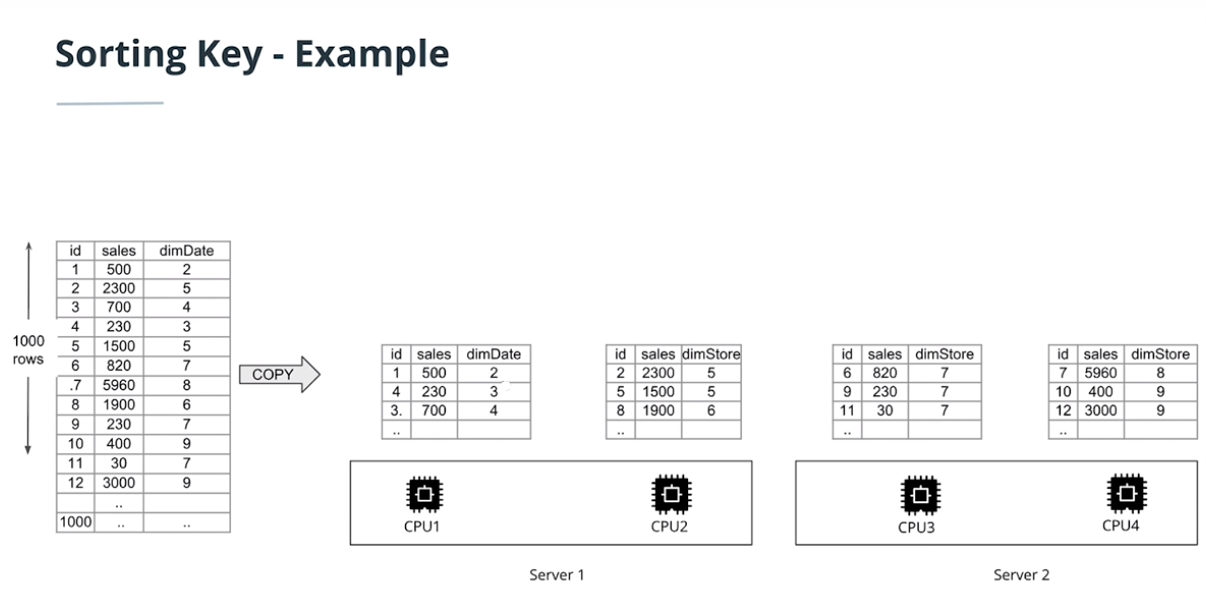 Sorting Key - Example
id sales dimDate
1 500 2
2 2300 5
3 700 4
4 230 3
5 1500 5
6 820 7
.7 5960 8
8 1900 6
9 230 7
10 400 9
11 30 7
12 3000 9
..
1000 .. ..
1000
rows
COPY
id sales dimDate
1 500 2
4 230 3
3. 700 4
..
id sales dimStore
2 2300 5
5 1500 5
8 1900 6
..
id sales dimStore
6 820 7
9 230 7
11 30 7
..
id sales dimStore
7 5960 8
10 400 9
12 3000 9
..
CPU1
CPU2
CPU3
CPU4
Server 1
Server 2